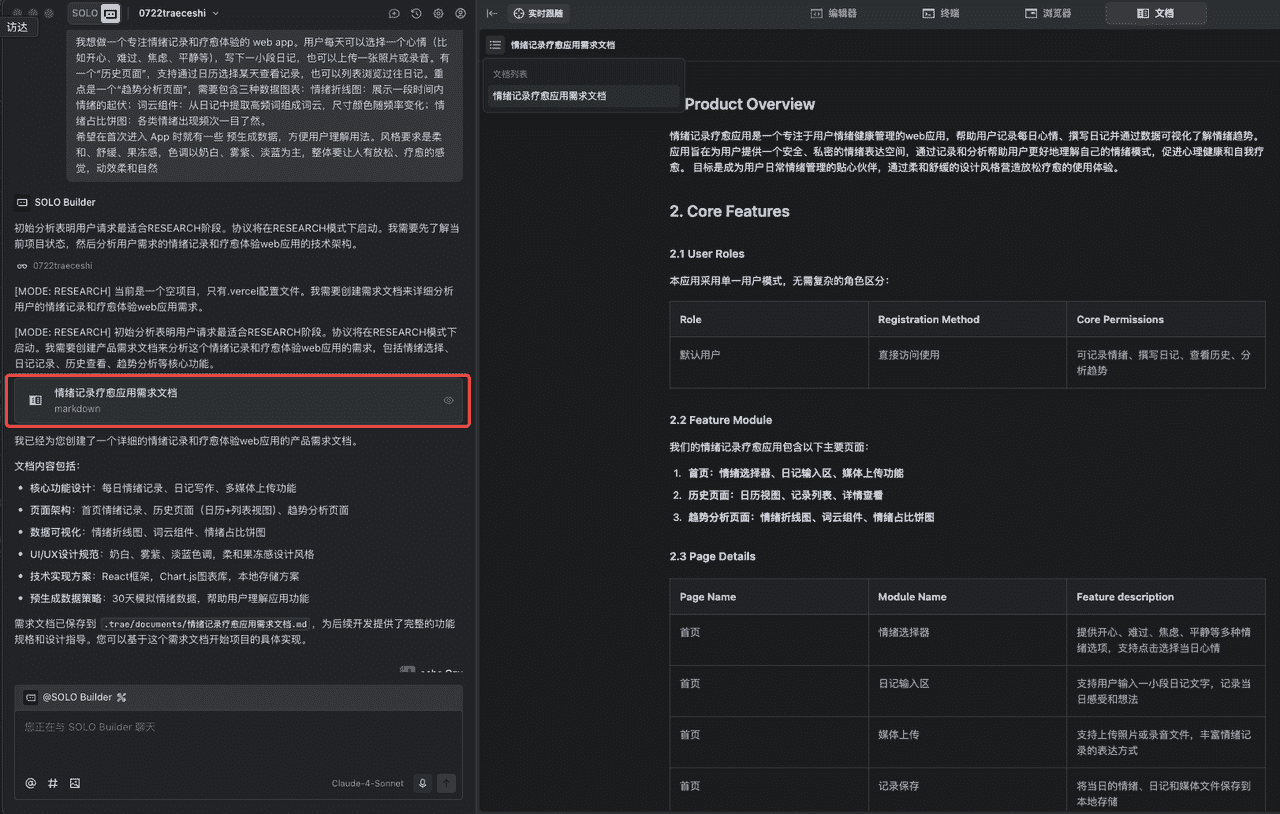 SOLO
0722traeceshi
访达
我想做一个专注情绪记录和疗愈体验的 web app。用户每天可以选择一个心情（比
如开心、难过、焦虑、平静等），写下一小段日记，也可以上传一张照片或录音。有
一个“历史页面”，支持通过日历选择某天查看记录，也可以列表浏览过往日记。重
点是一个“趋势分析页面”，需要包含三种数据图表：情绪折线图：展示一段时间内
情绪的起伏；词云组件：从日记中提取高频词组成词云，尺寸颜色随频率变化；情
绪占比饼图：各类情绪出现频次一目了然。
希望在首次进入 App 时就有一些 预生成数据，方便用户理解用法。风格要求是柔
和、舒缓、果冻感，色调以奶白、雾紫、淡蓝为主，整体要让人有放松、疗愈的感
觉，动效柔和自然
SOLO Builder
初始分析表明用户请求最适合RESEARCH阶段。协议将在RESEARCH模式下启动。我需要先了解当
前项目状态，然后分析用户需求的情绪记录和疗愈体验web应用的技术架构。
0722traeceshi
[MODE: RESEARCH] 当前是一个空项目，只有.vercel配置文件。我需要创建需求文档来详细分析
用户的情绪记录和疗愈体验web应用需求。
[MODE: RESEARCH] 初始分析表明用户请求最适合RESEARCH阶段。协议将在RESEARCH模式下
启动。我需要创建产品需求文档来分析这个情绪记录和疗愈体验web应用的需求，包括情绪选择、
日记记录、历史查看、趋势分析等核心功能。
情绪记录疗愈应用需求文档
markdown
我已经为您创建了一个详细的情绪记录和疗愈体验web应用的产品需求文档。
文档内容包括：
• 核心功能设计：每日情绪记录、日记写作、多媒体上传功能
• 页面架构：首页情绪记录、历史页面（日历+列表视图）、趋势分析页面
• 数据可视化：情绪折线图、词云组件、情绪占比饼图
• UI/UX设计规范：奶白、雾紫、淡蓝色调，柔和果冻感设计风格
• 技术实现方案：React框架，Chart.js图表库，本地存储方案
• 预生成数据策略：30天模拟情绪数据，帮助用户理解应用功能
需求文档已保存到 .trae/documents/情绪记录疗愈应用需求文档.md ，为后续开发提供了完整的功能
规格和设计指导。您可以基于这个需求文档开始项目的具体实现。
@SOLO Builder
您正在与 SOLO Builder 聊天
Claude-4-Sonnet
实时跟随
编辑器
终端
浏览器
文档
情绪记录疗愈应用需求文档
文档列表
情绪记录疗愈应用需求文档
Product Overview
情绪记录疗愈应用是一个专注于用户情绪健康管理的web应用，帮助用户记录每日心情、撰写日记并通过数据可视化了解情绪趋势。
应用旨在为用户提供一个安全、私密的情绪表达空间，通过记录和分析帮助用户更好地理解自己的情绪模式，促进心理健康和自我疗
愈。 目标是成为用户日常情绪管理的贴心伙伴，通过柔和舒缓的设计风格营造放松疗愈的使用体验。
2. Core Features
2.1 User Roles
本应用采用单一用户模式，无需复杂的角色区分：
Role
Registration Method
Core Permissions
默认用户
直接访问使用
可记录情绪、撰写日记、查看历史、分
析趋势
2.2 Feature Module
我们的情绪记录疗愈应用包含以下主要页面：
1. 首页：情绪选择器、日记输入区、媒体上传功能
2. 历史页面：日历视图、记录列表、详情查看
3. 趋势分析页面：情绪折线图、词云组件、情绪占比饼图
2.3 Page Details
Page Name
Module Name
Feature description
首页
情绪选择器
提供开心、难过、焦虑、平静等多种情
绪选项，支持点击选择当日心情
首页
日记输入区
支持用户输入一小段日记文字，记录当
日感受和想法
首页
媒体上传
支持上传照片或录音文件，丰富情绪记
录的表达方式
首页
记录保存
将当日的情绪、日记和媒体文件保存到
本地存储